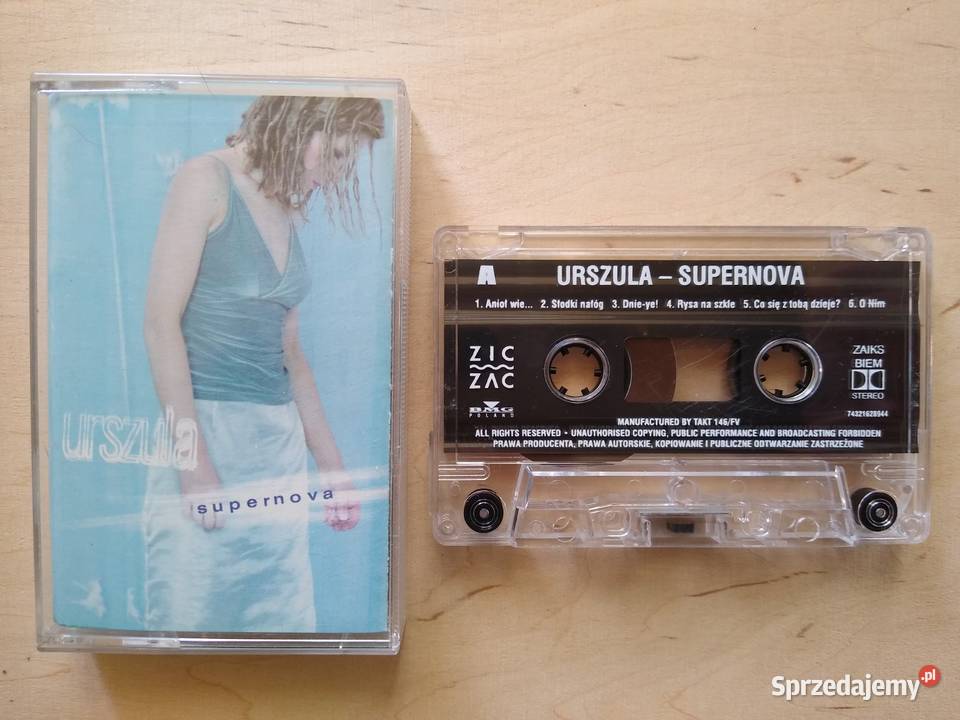 urszula
supernova
A URSZULA – SUPERNOVA
1. Anioł wie... 2. Słodki nałóg 3. Dnie-ye! 4. Rysa na szkle 5. Co się z tobą dzieje? 6. O Nim
ZIC
ZAC
BMG
POLAND
ZAIKS
BIEM
STEREO
74321628944
MANUFACTURED BY TAKT 146/FV
ALL RIGHTS RESERVED • UNAUTHORISED COPYING, PUBLIC PERFORMANCE AND BROADCASTING FORBIDDEN
PRAWA PRODUCENTA, PRAWA AUTORSKIE, KOPIOWANIE I PUBLICZNE ODTWARZANIE ZASTRZEŻONE
Sprzedajemy.pl